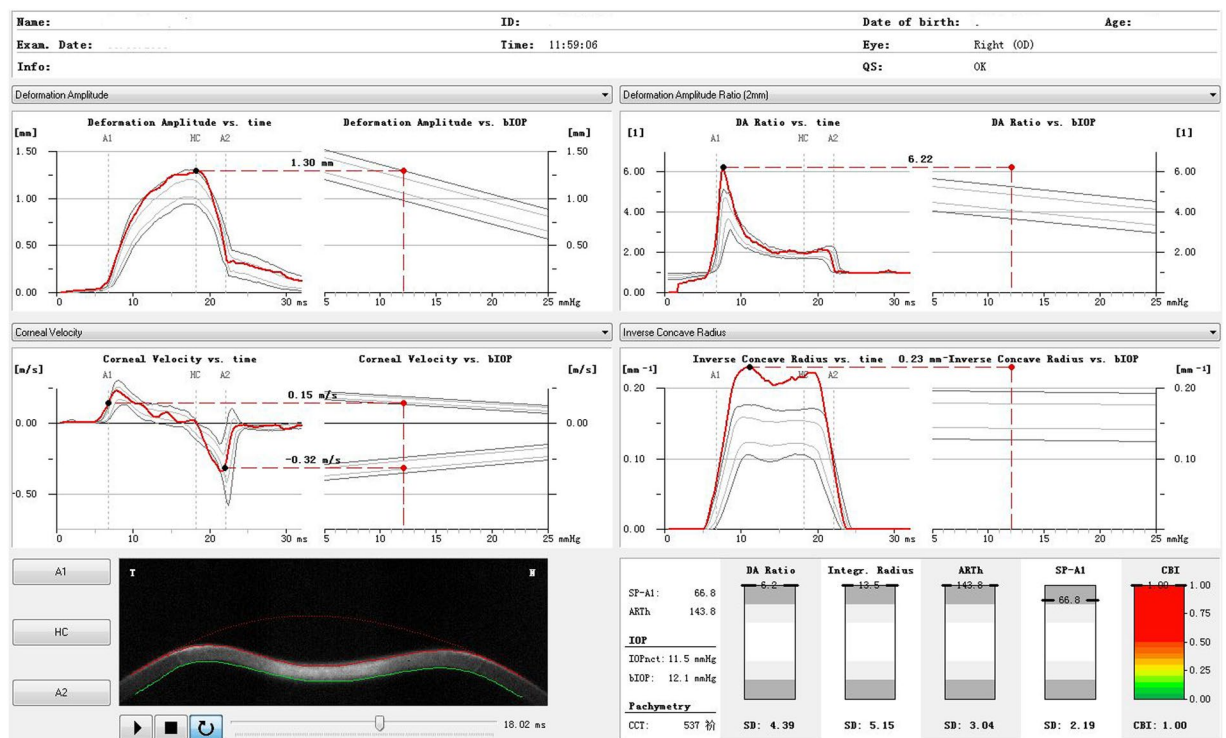 Name: ID: Date of birth: . Age:
Exam. Date: Time: 11:59:06 Eye: Right (OD)
Info: QS: OK
Deformation Amplitude
Deformation Amplitude Ratio (2mm)
Deformation Amplitude vs. time
Deformation Amplitude vs. bIOP
[mm] A1 HC A2 [mm]
1.50 1.30 mm 1.50
1.00 1.00
0.50 0.50
0.00
0 10 20 30 ms 5 10 15 20 25 mmHg
DA Ratio vs. time
DA Ratio vs. bIOP
[1] A1 HC A2 [1]
6.22
6.00 6.00
4.00 4.00
2.00 2.00
0.00
0 10 20 30 ms 5 10 15 20 25 mmHg
Corneal Velocity
Inverse Concave Radius
Corneal Velocity vs. time
Corneal Velocity vs. bIOP
[m/s] A1 HC A2 [m/s]
0.15 m/s
0.00 0.00
-0.32 m/s
-0.50
0 10 20 30 ms 5 10 15 20 25 mmHg
Inverse Concave Radius vs. time 0.23 mm-Inverse Concave Radius vs. bIOP
[mm -1] A1 HC A2 [mm -1]
0.20 0.20
0.10 0.10
0.00
0 10 20 30 ms 5 10 15 20 25 mmHg
A1
HC
A2
T N
18.02 ms
DA Ratio Integr. Radius ARTh SP-A1 CBI
6.2 13.5 143.8 66.8 1.00 1.00
0.75
0.50
0.25
0.00
SP-A1: 66.8
ARTh 143.8
IOP
IOPnct: 11.5 mmHg
bIOP: 12.1 mmHg
Pachymetry
CCT: 537 祄
SD: 4.39 SD: 5.15 SD: 3.04 SD: 2.19 CBI: 1.00